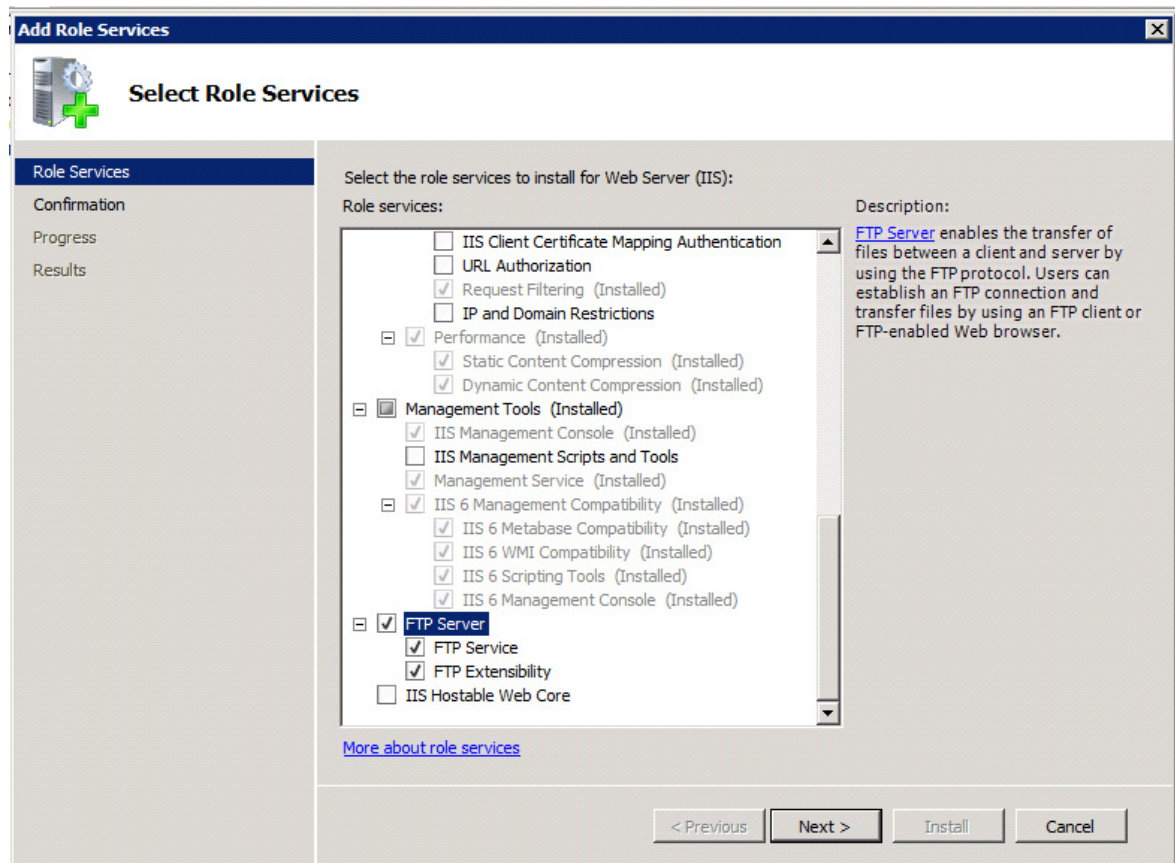 Add Role Services
Select Role Services
Role Services
Confirmation
Progress
Results
Select the role services to install for Web Server (IIS):
Role services:
IIS Client Certificate Mapping Authentication
URL Authorization
Request Filtering (Installed)
IP and Domain Restrictions
Performance (Installed)
Static Content Compression (Installed)
Dynamic Content Compression (Installed)
Management Tools (Installed)
IIS Management Console (Installed)
IIS Management Scripts and Tools
Management Service (Installed)
IIS 6 Management Compatibility (Installed)
IIS 6 Metabase Compatibility (Installed)
IIS 6 WMI Compatibility (Installed)
IIS 6 Scripting Tools (Installed)
IIS 6 Management Console (Installed)
FTP Server
FTP Service
FTP Extensibility
IIS Hostable Web Core
More about role services
Description:
FTP Server enables the transfer of
files between a client and server by
using the FTP protocol. Users can
establish an FTP connection and
transfer files by using an FTP client or
FTP-enabled Web browser.
< Previous
Next >
Install
Cancel